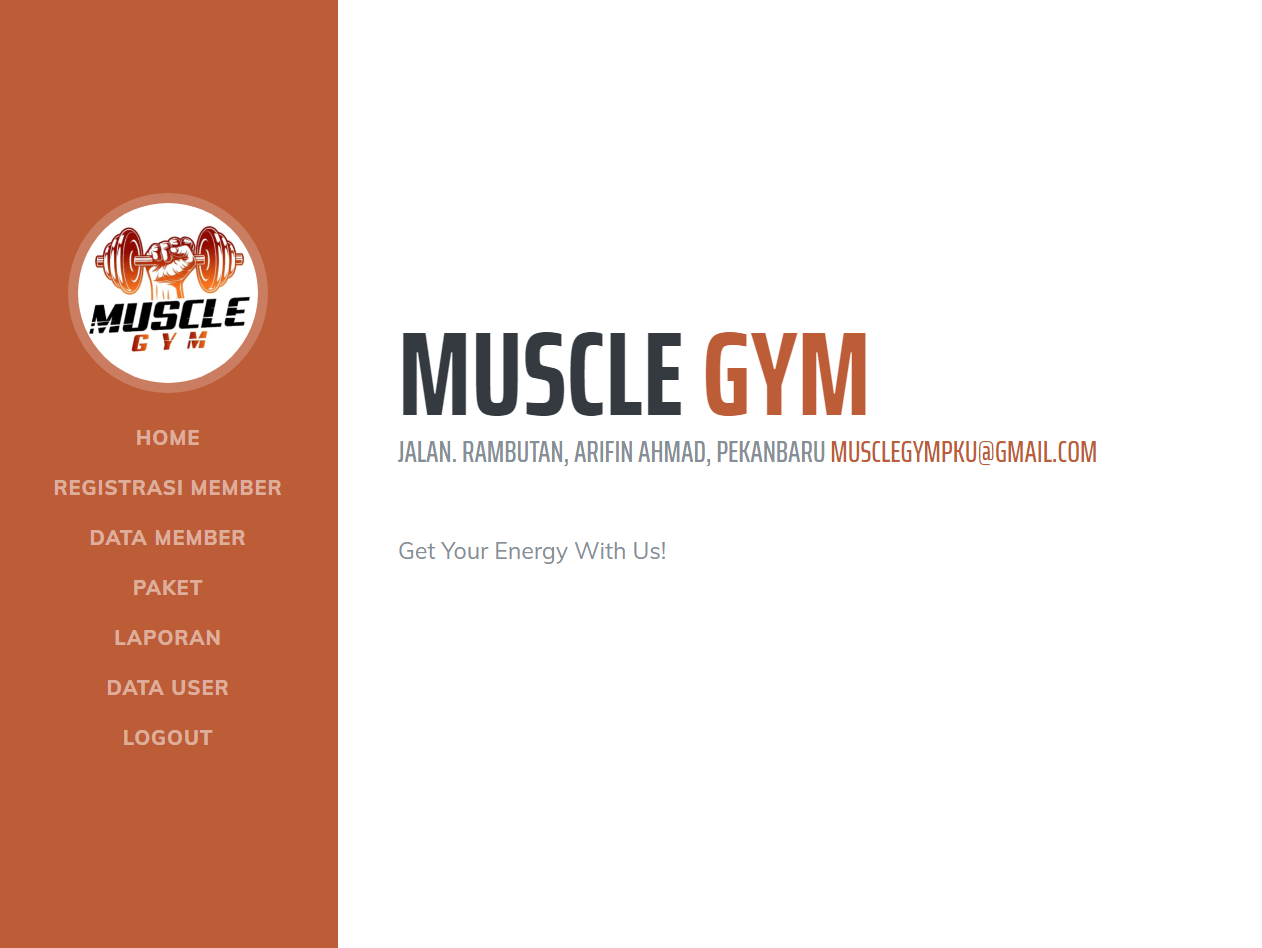 MUSCLE
GYM
HOME
REGISTRASI MEMBER
DATA MEMBER
PAKET
LAPORAN
DATA USER
LOGOUT
MUSCLE GYM
JALAN. RAMBUTAN, ARIFIN AHMAD, PEKANBARU MUSCLEGYMPKU@GMAIL.COM
Get Your Energy With Us!